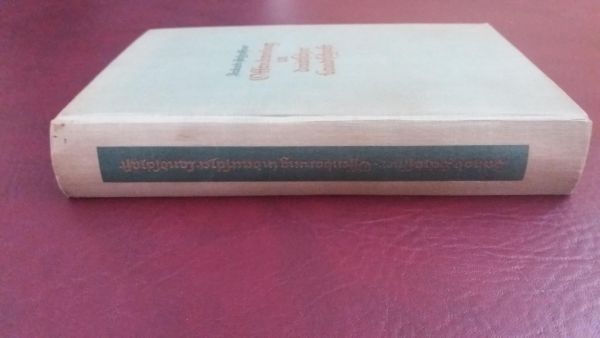 Offenbarung
in
deutscher
Landschaft
Offenbarung in deutscher Landschaft